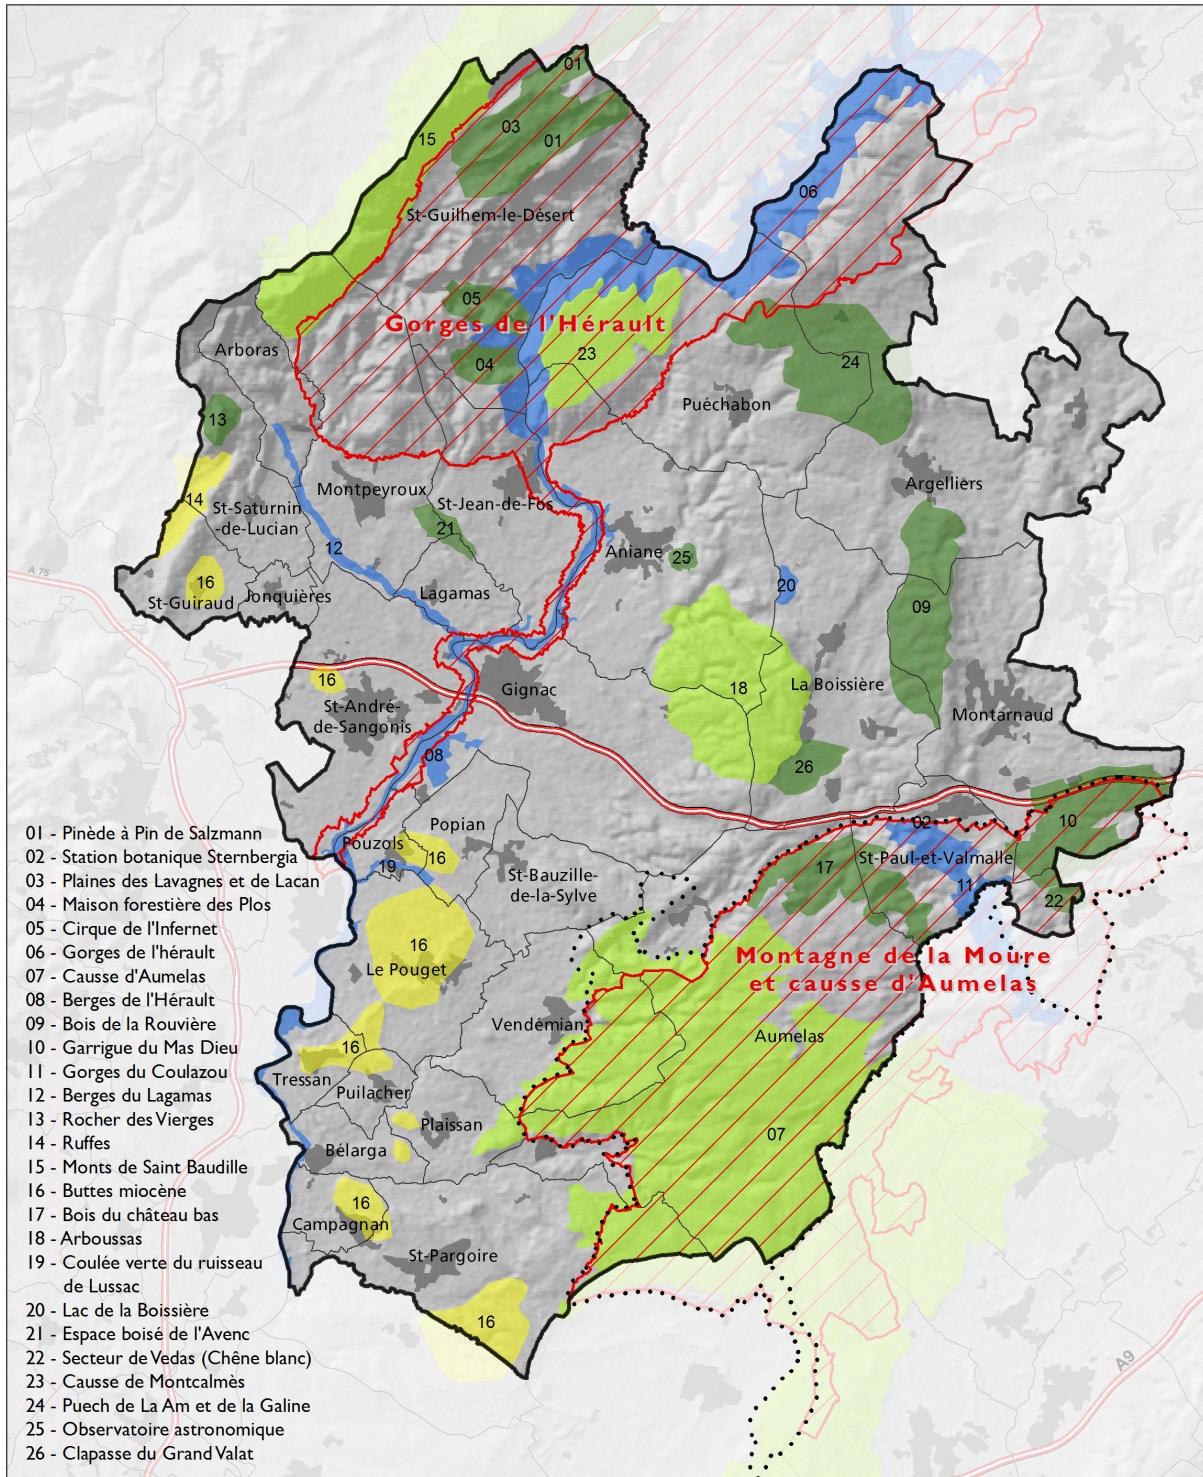 01
03
01
15
06
St-Guilhem-le-Désert
05
Gorges de l'Hérault
Arboras
04
23
24
Puéchabon
13
14
Montpeyroux
St-Jean-de-Fos
Argelliers
St-Saturnin
-de-Lucian
21
12
Aniane
25
A 75
16
20
St-Guiraud
Jonquières
Lagamas
09
16
Gignac
18
La Boissière
St-André-
de-Sangonis
Montarnaud
08
26
02
10
Popian
Pouzols
16
19
St-Paul-et-Valmalle
17
11
St-Bauzille-
de-la-Sylve
22
16
Le Pouget
Montagne de la Moure
et causse d'Aumelas
Vendémian
Aumelas
16
Tressan
Puilacher
Plaissan
07
Bélarga
16
Campagnan
St-Pargoire
16
A9
01 - Pinède à Pin de Salzmann
02 - Station botanique Sternbergia
03 - Plaines des Lavagnes et de Lacan
04 - Maison forestière des Plos
05 - Cirque de l'Infernet
06 - Gorges de l'hérault
07 - Causse d'Aumelas
08 - Berges de l'Hérault
09 - Bois de la Rouvière
10 - Garrigue du Mas Dieu
11 - Gorges du Coulazou
12 - Berges du Lagamas
13 - Rocher des Vierges
14 - Ruffes
15 - Monts de Saint Baudille
16 - Buttes miocène
17 - Bois du château bas
18 - Arboussas
19 - Coulée verte du ruisseau
de Lussac
20 - Lac de la Boissière
21 - Espace boisé de l'Avenc
22 - Secteur de Vedas (Chêne blanc)
23 - Causse de Montcalmès
24 - Puech de La Am et de la Galine
25 - Observatoire astronomique
26 - Clapasse du Grand Valat